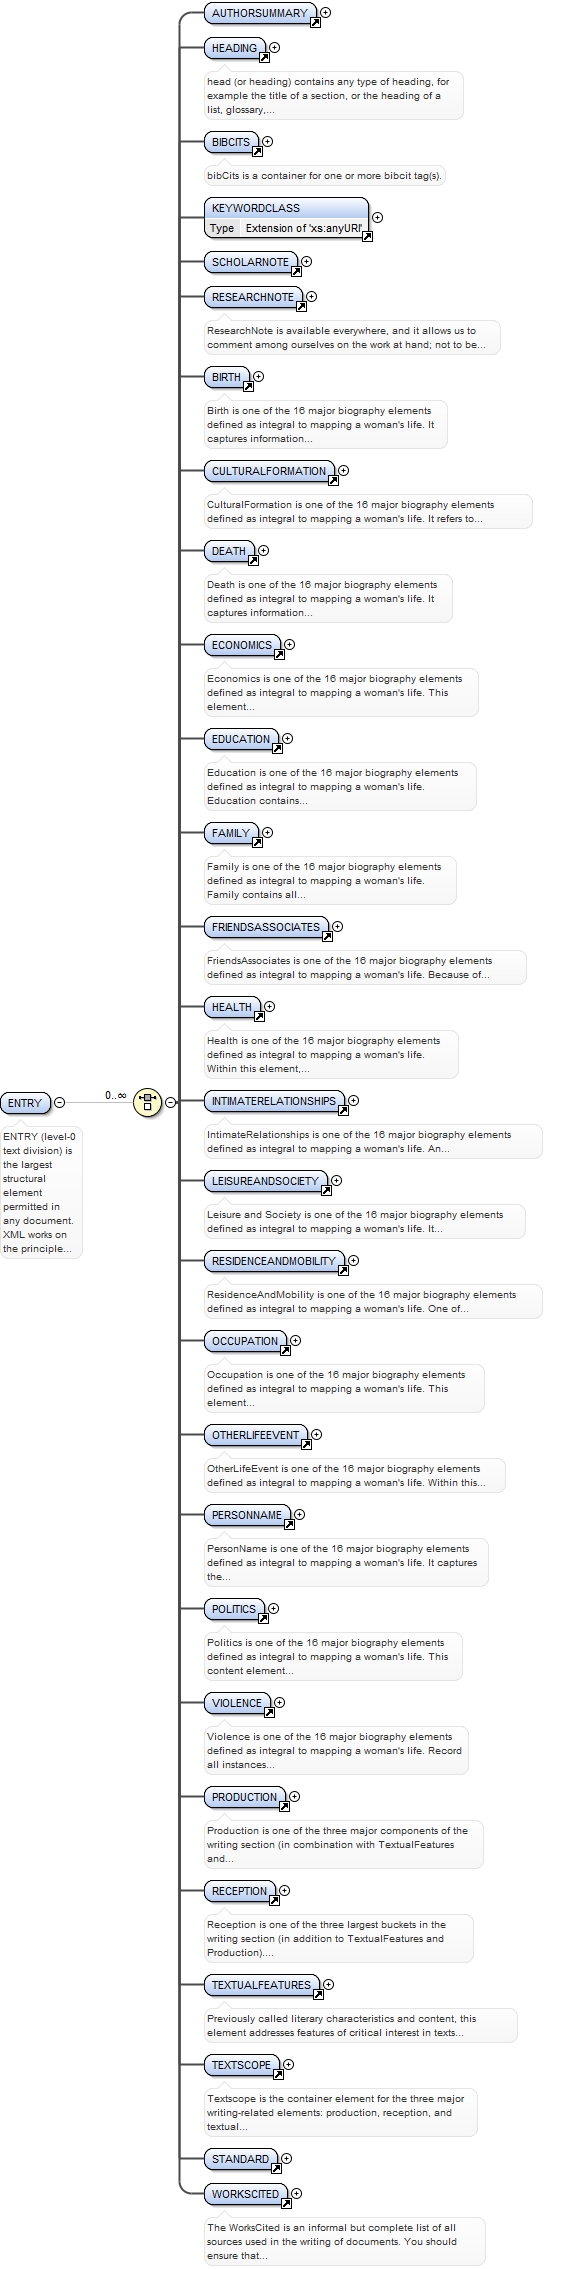 AUTHORSUMMARY
HEADING
head (or heading) contains any type of heading, for
example the title of a section, or the heading of a
list, glossary,...
BIBCITS
bibCits is a container for one or more bibcit tag(s).
KEYWORDCLASS
Type Extension of 'xs:anyURI'
SCHOLARNOTE
RESEARCHNOTE
ResearchNote is available everywhere, and it allows us to
comment among ourselves on the work at hand; not to be...
BIRTH
Birth is one of the 16 major biography elements
defined as integral to mapping a woman's life. It
captures information...
CULTURALFORMATION
CulturalFormation is one of the 16 major biography elements
defined as integral to mapping a woman's life. It refers to...
DEATH
Death is one of the 16 major biography elements
defined as integral to mapping a woman's life. It
captures information...
ECONOMICS
Economics is one of the 16 major biography elements
defined as integral to mapping a woman's life. This
element...
EDUCATION
Education is one of the 16 major biography elements
defined as integral to mapping a woman's life.
Education contains...
FAMILY
Family is one of the 16 major biography elements
defined as integral to mapping a woman's life.
Family contains all...
FRIENDSASSOCIATES
FriendsAssociates is one of the 16 major biography elements
defined as integral to mapping a woman's life. Because of...
HEALTH
Health is one of the 16 major biography elements
defined as integral to mapping a woman's life.
Within this element,...
ENTRY
0..∞
ENTRY (level-0
text division) is
the largest
structural
element
permitted in
any document.
XML works on
the principle...
INTIMATERELATIONSHIPS
IntimateRelationships is one of the 16 major biography elements
defined as integral to mapping a woman's life. An...
LEISUREANDSOCIETY
Leisure and Society is one of the 16 major biography elements
defined as integral to mapping a woman's life. It...
RESIDENCEANDMOBILITY
ResidenceAndMobility is one of the 16 major biography elements
defined as integral to mapping a woman's life. One of...
OCCUPATION
Occupation is one of the 16 major biography elements
defined as integral to mapping a woman's life. This
element...
OTHERLIFEEVENT
OtherLifeEvent is one of the 16 major biography elements
defined as integral to mapping a woman's life. Within this...
PERSONNAME
PersonName is one of the 16 major biography elements
defined as integral to mapping a woman's life. It captures
the...
POLITICS
Politics is one of the 16 major biography elements
defined as integral to mapping a woman's life. This
content element...
VIOLENCE
Violence is one of the 16 major biography elements
defined as integral to mapping a woman's life. Record
all instances...
PRODUCTION
Production is one of the three major components of the
writing section (in combination with TextualFeatures
and...
RECEPTION
Reception is one of the three largest buckets in the
writing section (in addition to TextualFeatures and
Production)....
TEXTUALFEATURES
Previously called literary characteristics and content, this
element addresses features of critical interest in texts...
TEXTSCOPE
Textscope is the container element for the three major
writing-related elements: production, reception, and
textual...
STANDARD
WORKSCITED
The WorksCited is an informal but complete list of all
sources used in the writing of documents. You should
ensure that...